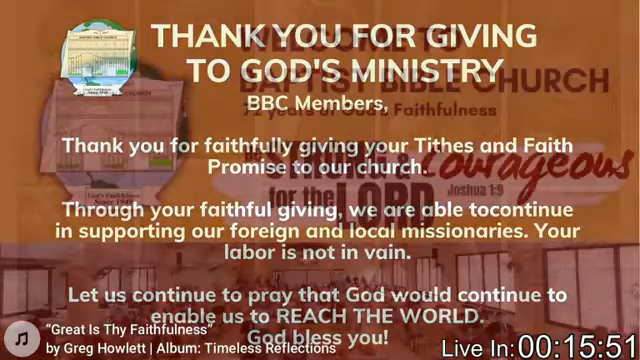 THANK YOU FOR GIVING
TO GOD'S MINISTRY
BAPTIST BIBLE CHURCH
72 years of God's Faithfulness
BBC Members,
Thank you for faithfully giving your Tithes and Faith
Promise to our church.
STRONG & courageous
for the LORD
Joshua 1:9
Through your faithful giving, we are able tocontinue
in supporting our foreign and local missionaries. Your
labor is not in vain.
Let us continue to pray that God would continue to
enable us to REACH THE WORLD.
God bless you!
"Great Is Thy Faithfulness"
by Greg Howlett | Album: Timeless Reflections
Live In: 00:15:51